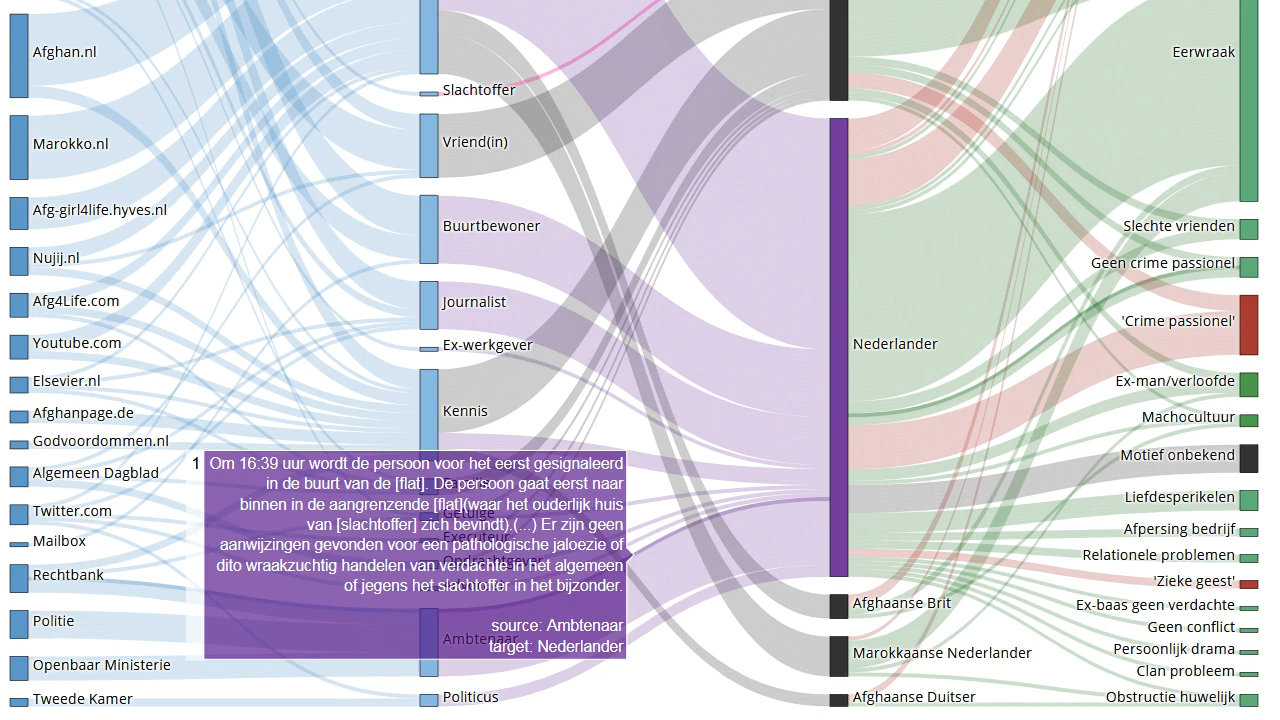 Afghan.nl
Marokko.nl
Afg-girl4life.hyves.nl
Nujij.nl
Afg4Life.com
Youtube.com
Elsevier.nl
Afghanpage.de
Godvoordommen.nl
Algemeen Dagblad
Twitter.com
Mailbox
Rechtbank
Politie
Openbaar Ministerie
Tweede Kamer
Slachtoffer
Vriend(in)
Buurtbewoner
Journalist
Ex-werkgever
Kennis
Getuige
Executeur
Opdrachtgever
Ambtenaar
Politicus
1
Om 16:39 uur wordt de persoon voor het eerst gesignaleerd
in de buurt van de [flat]. De persoon gaat eerst naar
binnen in de aangrenzende [flat](waar het ouderlijk huis
van [slachtoffer] zich bevindt).(...) Er zijn geen
aanwijzingen gevonden voor een pathologische jaloezie of
dito wraakzuchtig handelen van verdachte in het algemeen
of jegens het slachtoffer in het bijzonder.
source: Ambtenaar
target: Nederlander
Nederlander
Afghaanse Brit
Marokkaanse Nederlander
Afghaanse Duitser
Eerwraak
Slechte vrienden
Geen crime passionel
'Crime passionel'
Ex-man/verloofde
Machocultuur
Motief onbekend
Liefdesperikelen
Afpersing bedrijf
Relationele problemen
'Zieke geest'
Ex-baas geen verdachte
Geen conflict
Persoonlijk drama
Clan probleem
Obstructie huwelijk